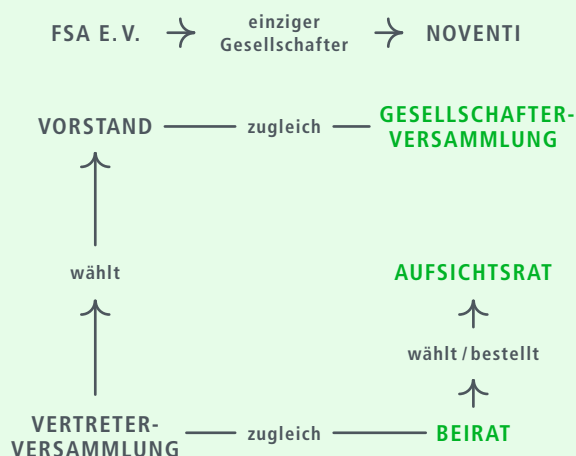 FSA E. V. einziger Gesellschafter NOVENTI
VORSTAND zugleich GESELLSCHAFTER-
VERSAMMLUNG
wählt AUFSICHTSRAT
wählt / bestellt
VERTRETER-
VERSAMMLUNG zugleich BEIRAT